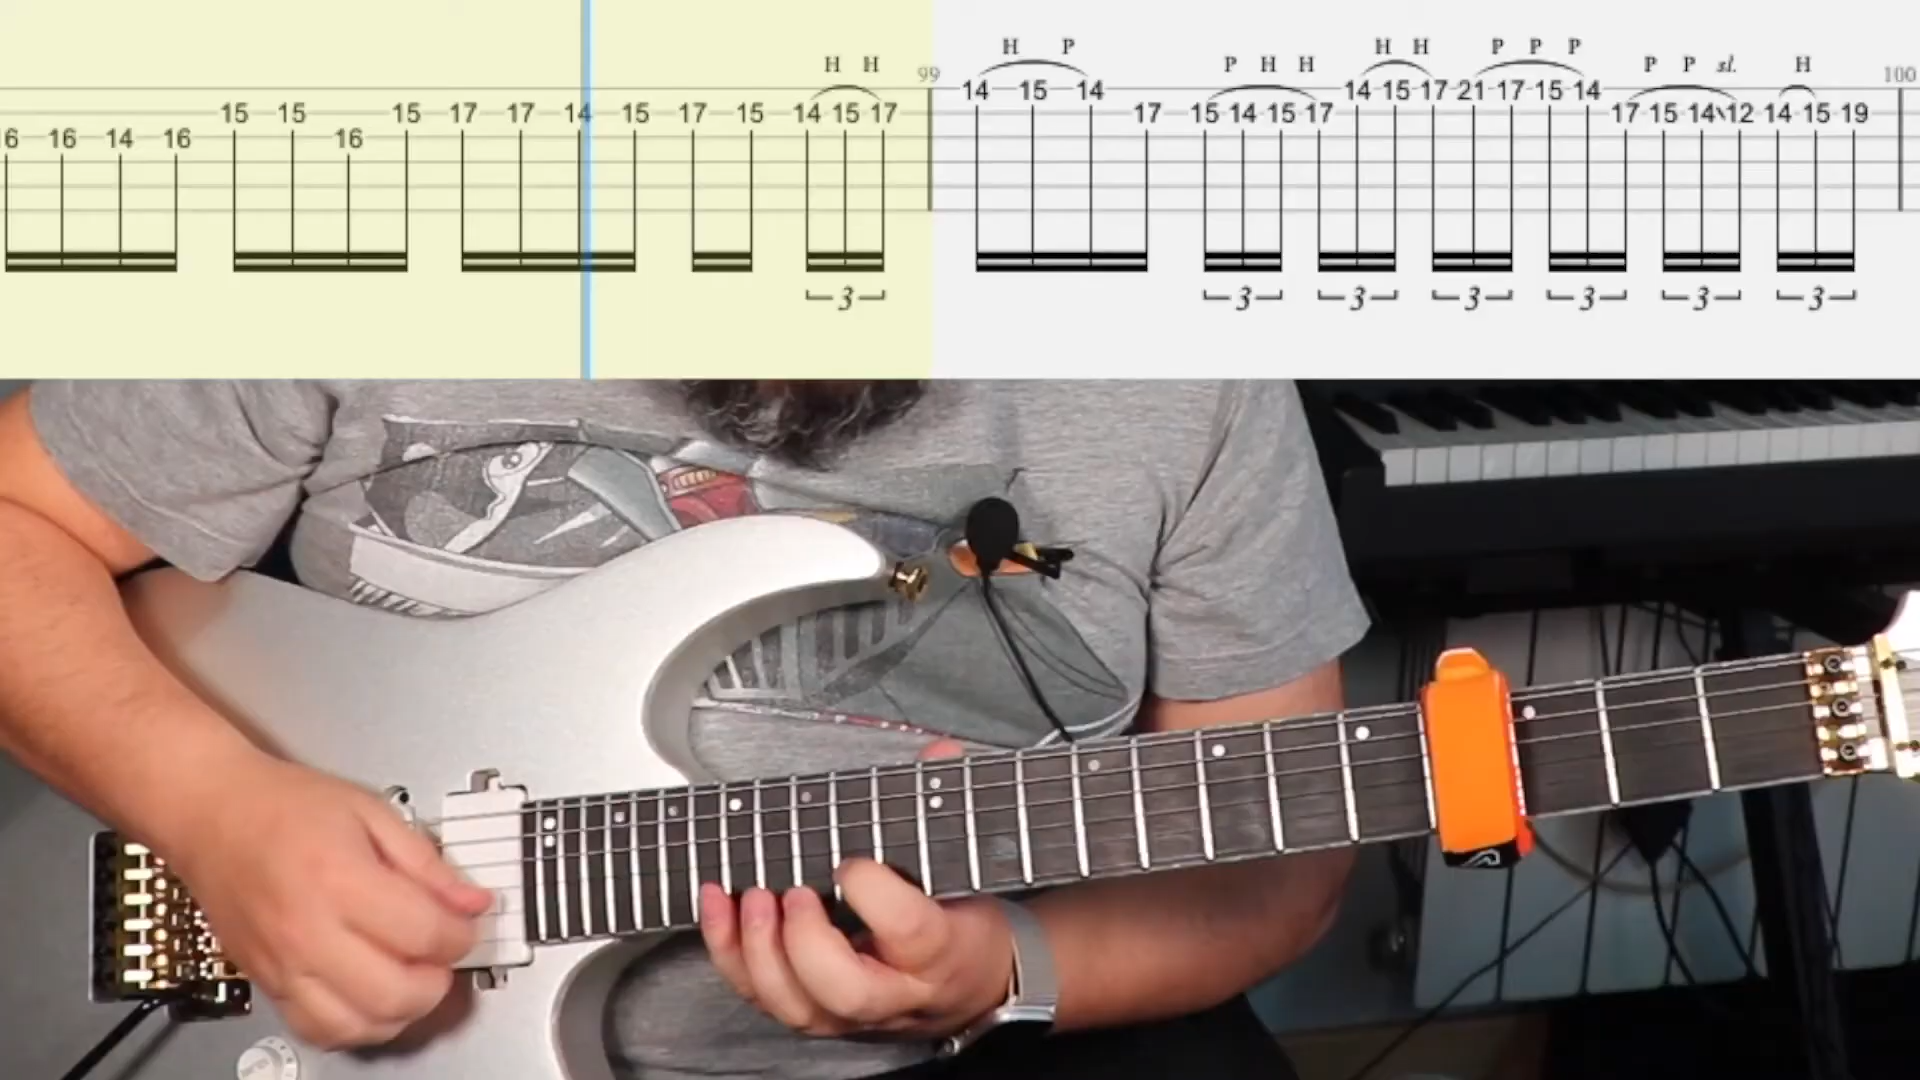 H P H H P P P
H H 99 P H H P P sl. H 100
14 15 14 14 15 17 21 17 15 14
15 15 15 17 17 14 15 17 15 14 15 17 17 15 14 15 17 17 15 14 12 14 15 19
16 16 14 16 16
3 3 3 3 3 3 3